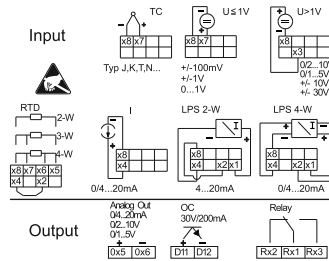 Input
TC
- +
x8 x7
Typ J,K,T,N...
U≤1V
- +
x8 x7
+/-100mV
+/-1V
0...1V
U>1V
-
x8
x3
+
0/2...10
0/1...5V
+/- 10V
+/- 30V
RTD
2-W
3-W
4-W
x8 x7 x6 x5
x4 x2
I
-
+
x8
x4
0/4...20mA
LPS 2-W
- +
I
x8
x4 x2 x1
4...20mA
LPS 4-W
+ -
I
- +
x8
x4 x2 x1
0/4...20mA
Output
Analog Out
0/4...20mA
0/2...10V
0/1...5V
+ -
0x5 0x6
OC
30V/200mA
+ -
D11 D12
Relay
Rx2 Rx1 Rx3